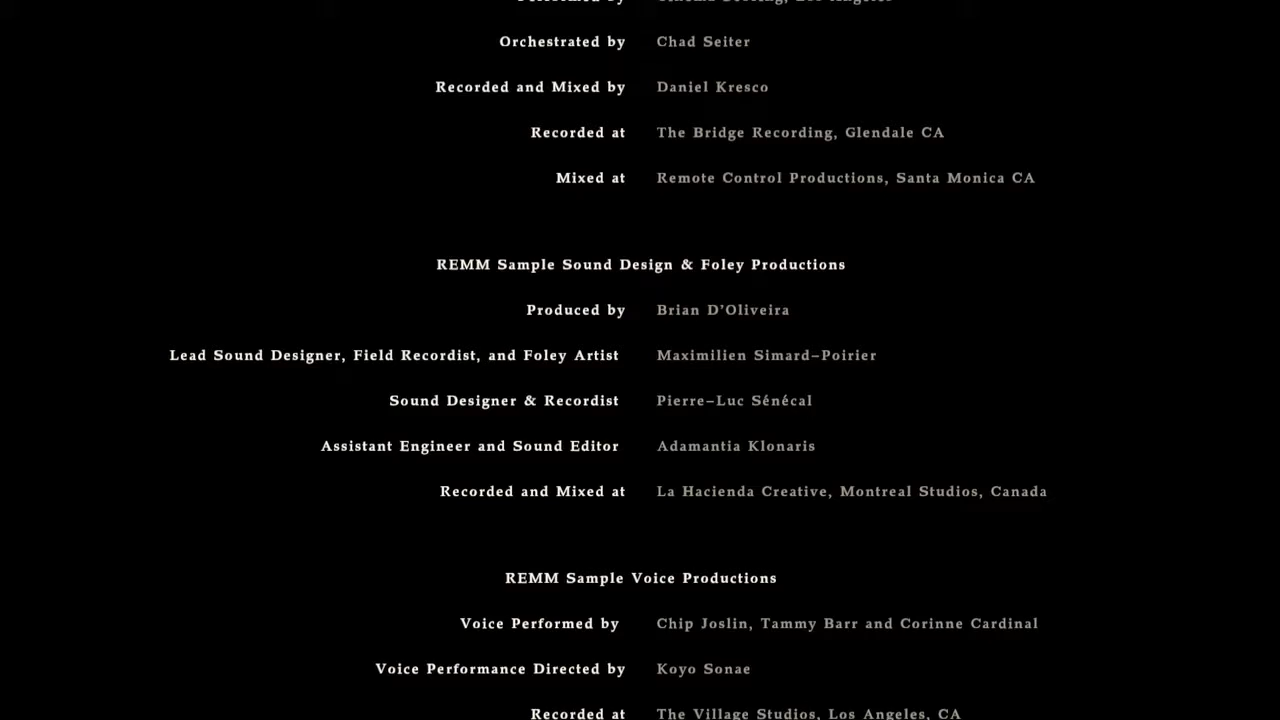 Orchestrated by Chad Seiter
Recorded and Mixed by Daniel Kresco
Recorded at The Bridge Recording, Glendale CA
Mixed at Remote Control Productions, Santa Monica CA
REMM Sample Sound Design & Foley Productions
Produced by Brian D’Oliveira
Lead Sound Designer, Field Recordist, and Foley Artist Maximilien Simard–Poirier
Sound Designer & Recordist Pierre–Luc Sénécal
Assistant Engineer and Sound Editor Adamantia Klonaris
Recorded and Mixed at La Hacienda Creative, Montreal Studios, Canada
REMM Sample Voice Productions
Voice Performed by Chip Joslin, Tammy Barr and Corinne Cardinal
Voice Performance Directed by Koyo Sonae
Recorded at The Village Studios, Los Angeles, CA